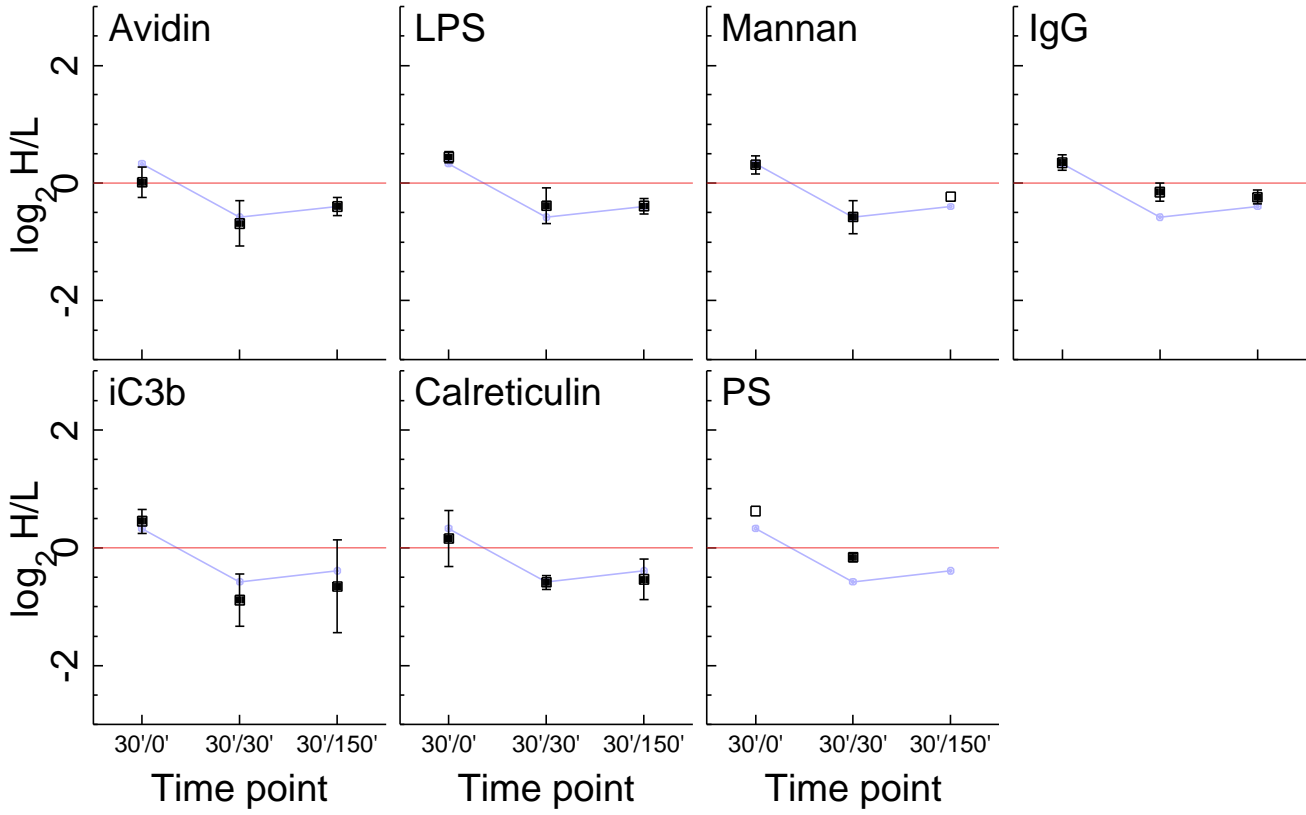 Avidin
LPS
Mannan
IgG
log2 H/L
2
0
-2
iC3b
Calreticulin
PS
log2 H/L
2
0
-2
30'/0' 30'/30' 30'/150'
30'/0' 30'/30' 30'/150'
30'/0' 30'/30' 30'/150'
Time point
Time point
Time point